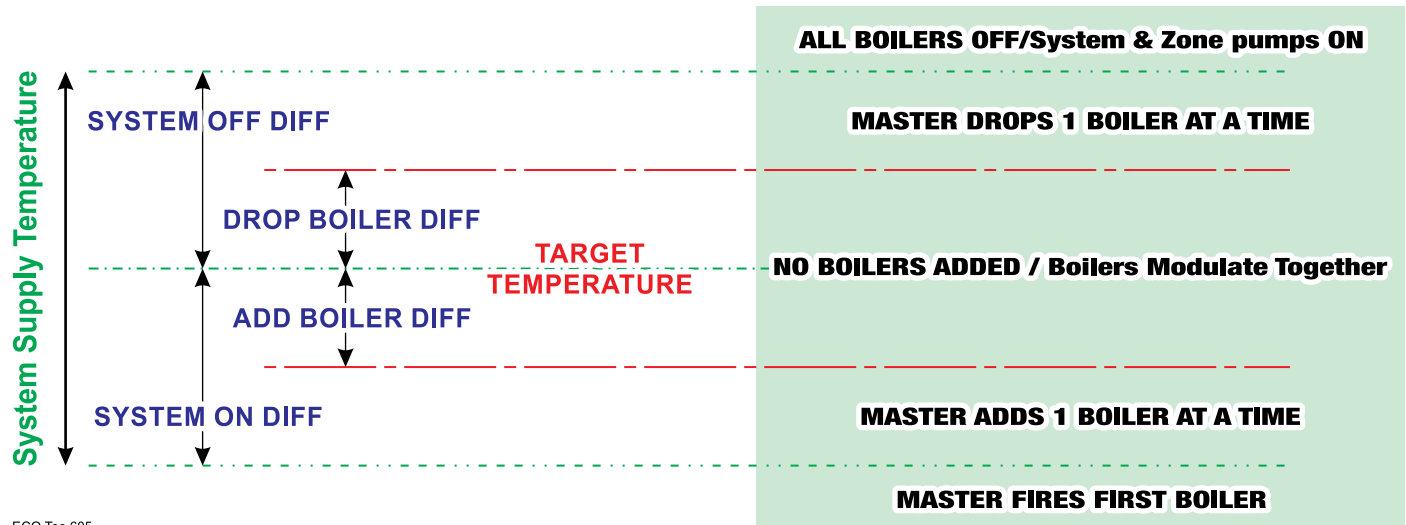 ALL BOILERS OFF/System & Zone pumps ON
System Supply Temperature
SYSTEM OFF DIFF
MASTER DROPS 1 BOILER AT A TIME
DROP BOILER DIFF
TARGET
TEMPERATURE
NO BOILERS ADDED / Boilers Modulate Together
ADD BOILER DIFF
SYSTEM ON DIFF
MASTER ADDS 1 BOILER AT A TIME
MASTER FIRES FIRST BOILER